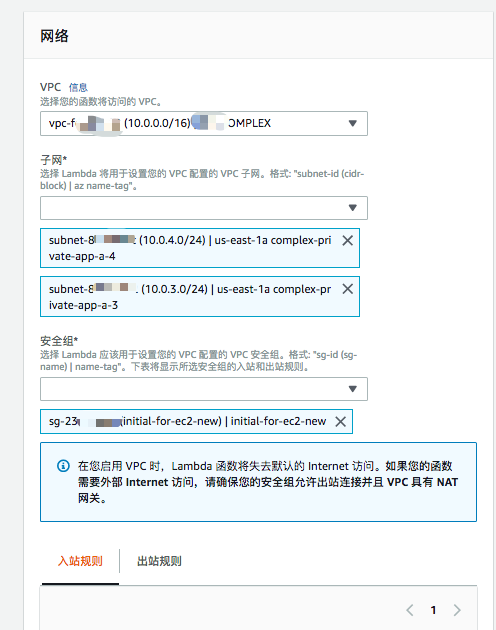 网络
VPC 信息
选择您的函数将访问的 VPC。
vpc-f (10.0.0.0/16) OMPLEX
子网*
选择 Lambda 将用于设置您的 VPC 配置的 VPC 子网。格式: "subnet-id (cidr-
block) | az name-tag"。
subnet-8 (10.0.4.0/24) | us-east-1a complex-pri
vate-app-a-4
subnet-8 (10.0.3.0/24) | us-east-1a complex-pr
ivate-app-a-3
安全组*
选择 Lambda 应该用于设置您的 VPC 配置的 VPC 安全组。格式: "sg-id (sg-
name) | name-tag"。下表将显示所选安全组的入站和出站规则。
sg-23 (initial-for-ec2-new) | initial-for-ec2-new
在您启用 VPC 时，Lambda 函数将失去默认的 Internet 访问。如果您的函数
需要外部 Internet 访问，请确保您的安全组允许出站连接并且 VPC 具有 NAT
网关。
入站规则 出站规则
1